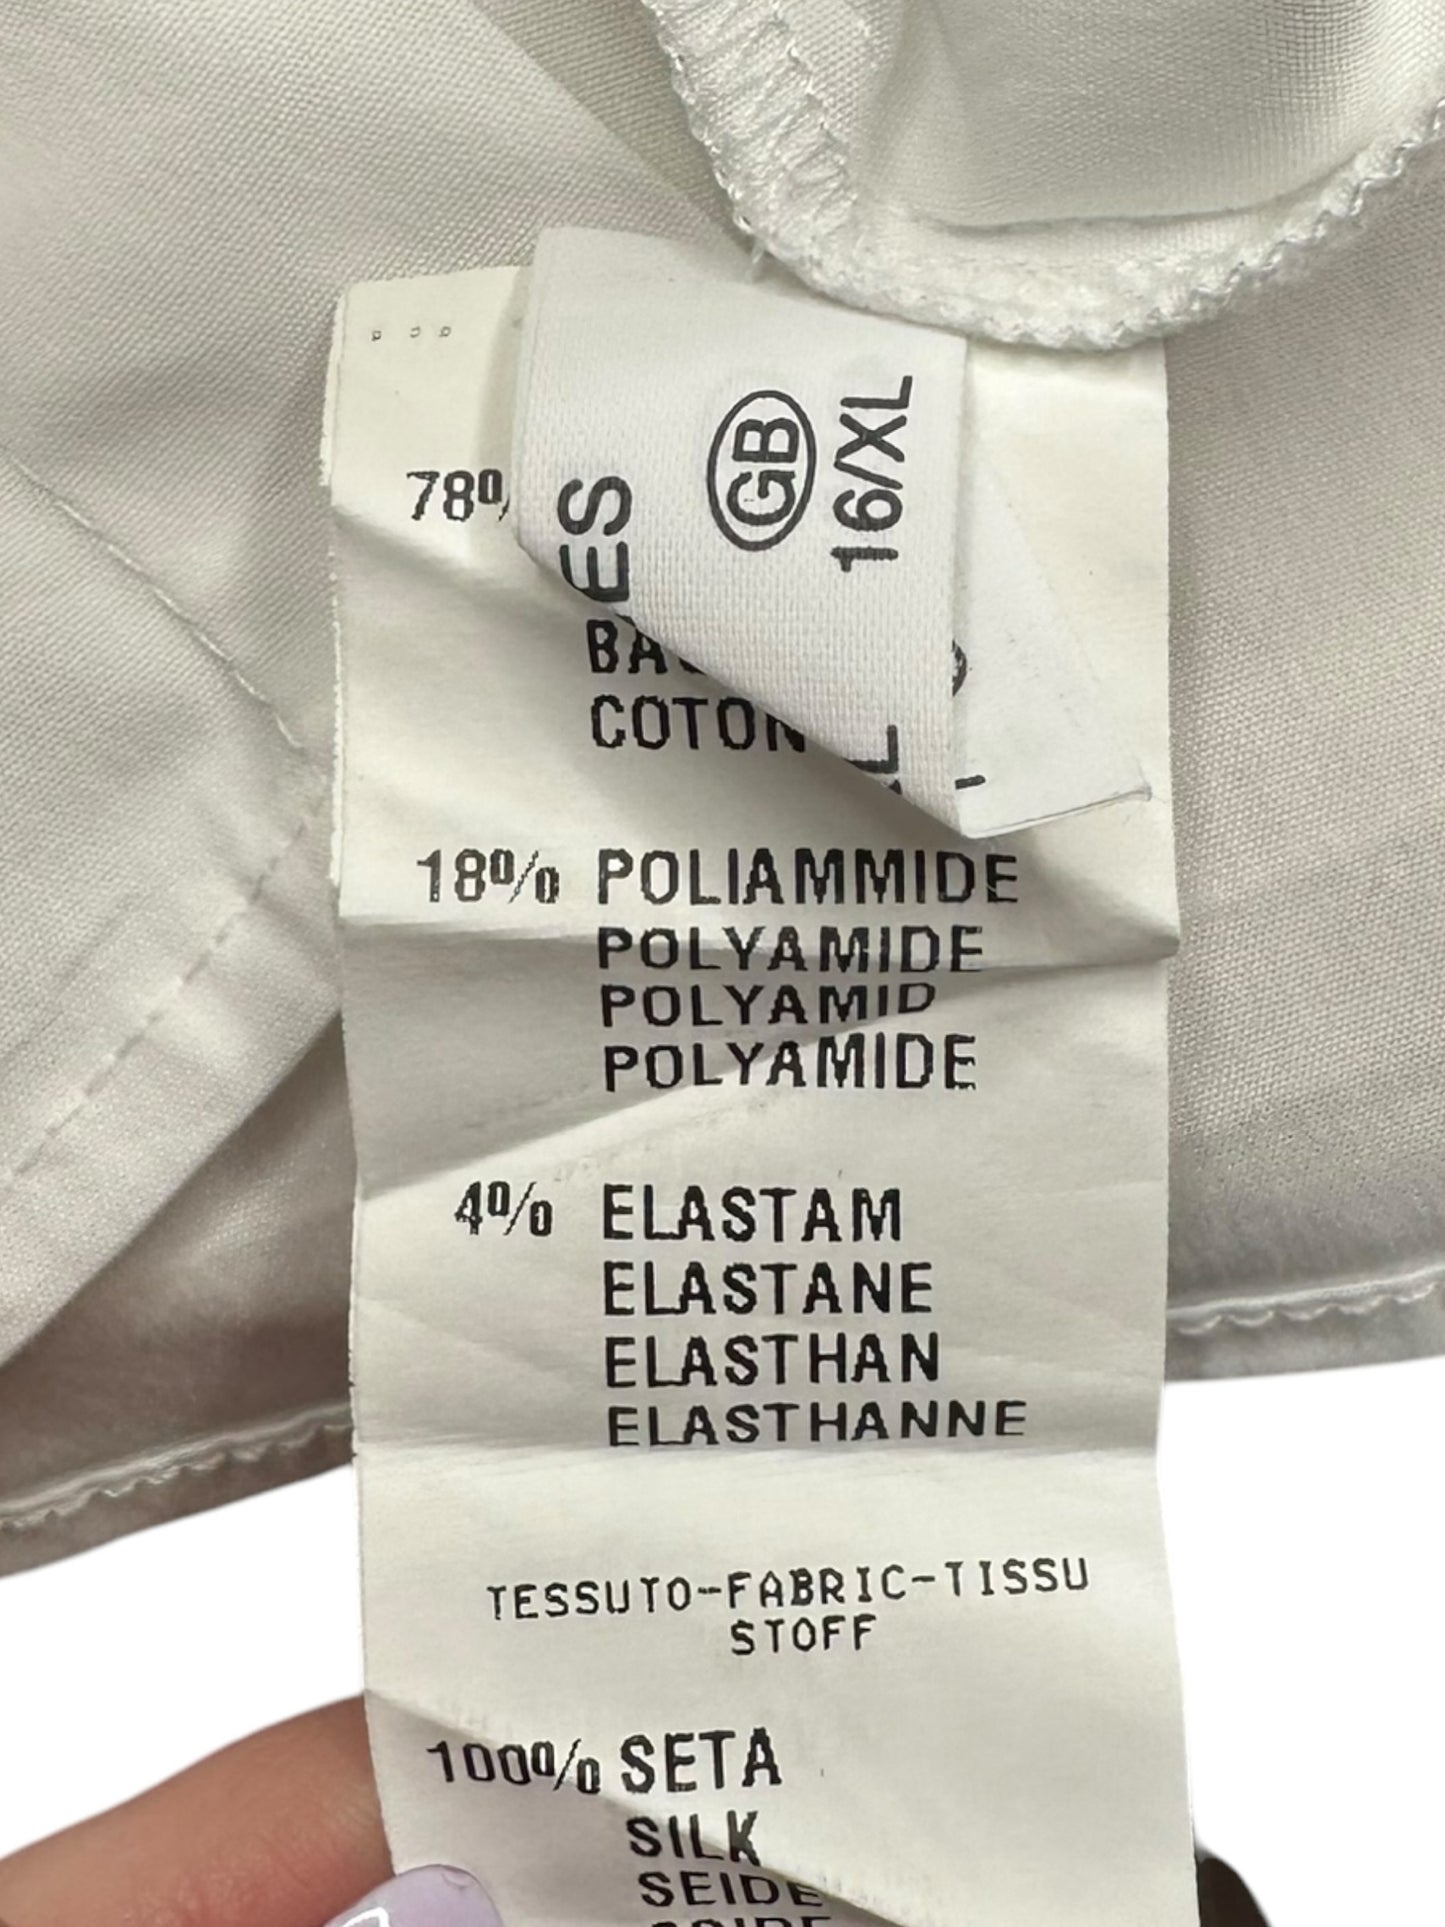 GB
16/XL
ES
78%
COTON
18% POLIAMMIDE
POLYAMIDE
POLYAMID
POLYAMIDE
4% ELASTAM
ELASTANE
ELASTHAN
ELASTHANNE
TESSUTO-FABRIC-TISSU
STOFF
100% SETA
SILK
SEIDE